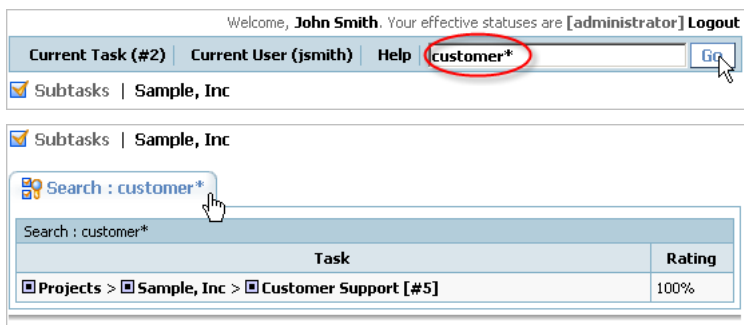 Welcome, John Smith. Your effective statuses are [administrator] Logout
Current Task (#2) Current User (jsmith) Help customer* Go
Subtasks | Sample, Inc
Subtasks | Sample, Inc
Search : customer*
Search : customer*
Task Rating
Projects > Sample, Inc > Customer Support [#5] 100%